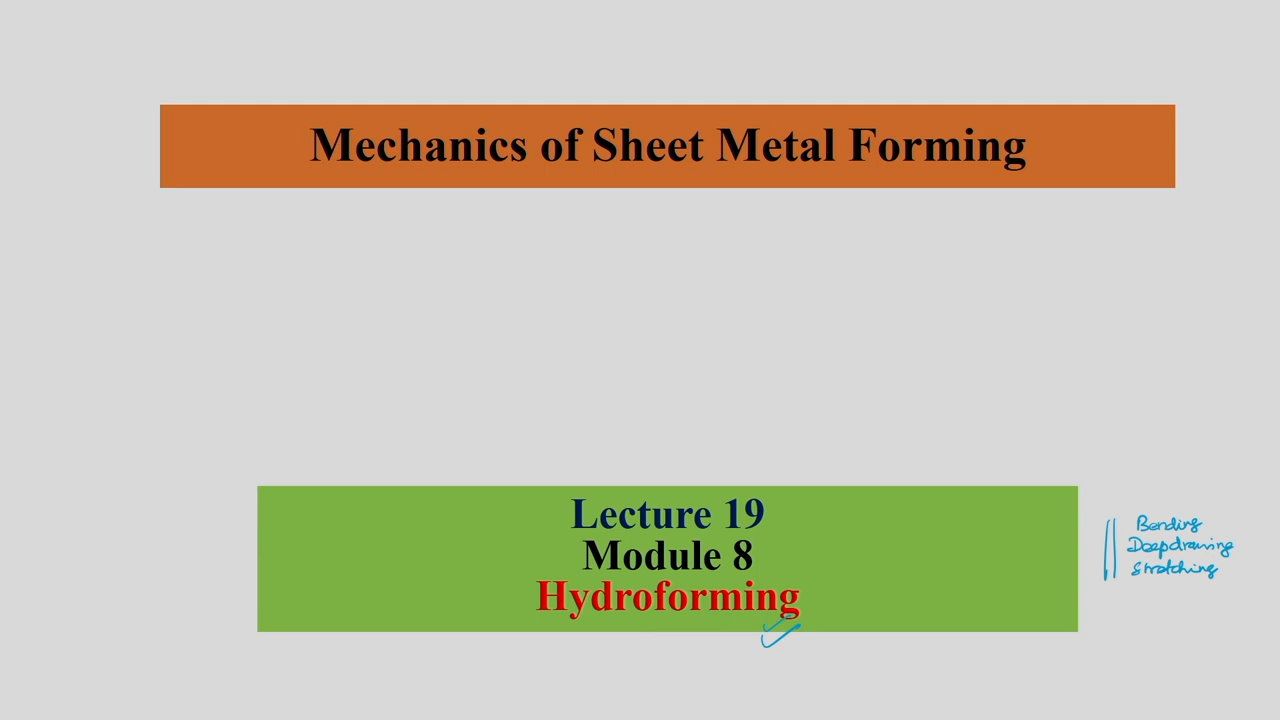 Mechanics of Sheet Metal Forming
Lecture 19
Module 8
Hydroforming
Bending
Deepdrawing
Stretching